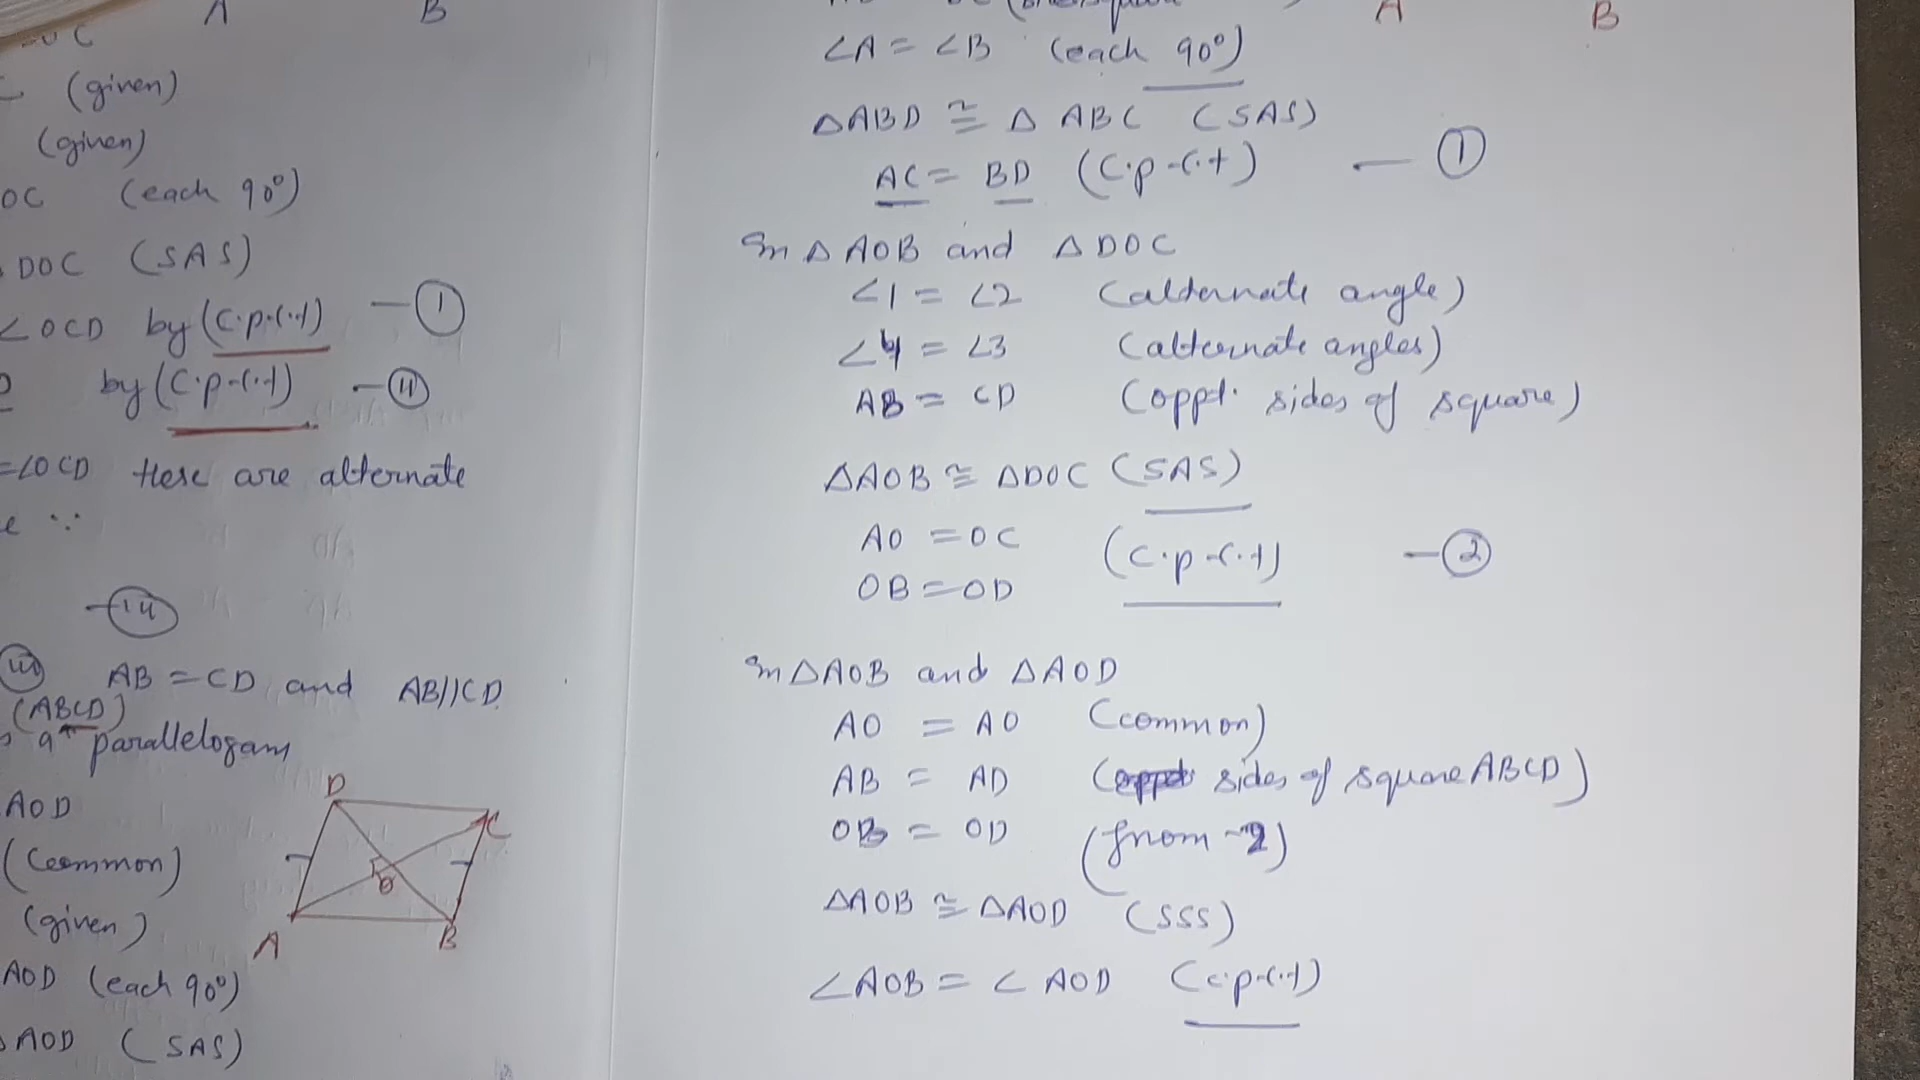 A B
(given)
(given)
OC (each 90°)
DOC (SAS)
∠OCD by (C.p.c.t) —①
by (C.p.c.t) —(ii)
=∠OCD these are alternate
—(iii)
(iii) AB = CD and AB//CD
(ABCD)
a parallelogam
AOD
(Common)
(given)
AOD (each 90°)
AOD (SAS)
D
C
O
A
B
A B
∠A = ∠B (each 90°)
△ABD ≅ △ ABC (SAS)
AC = BD (C.p.c.t) — ①
In △ AOB and △DOC
∠1 = ∠2 (alternate angle)
∠4 = ∠3 (alternate angles)
AB = CD (oppt. sides of square)
△AOB ≅ △DOC (SAS)
AO = OC
(C.p.c.t) —②
OB = OD
In △AOB and △AOD
AO = AO (common)
AB = AD ( sides of square ABCD)
OB = OD (from -2)
△AOB ≅ △AOD (SSS)
∠AOB = ∠AOD (c.p.c.t)